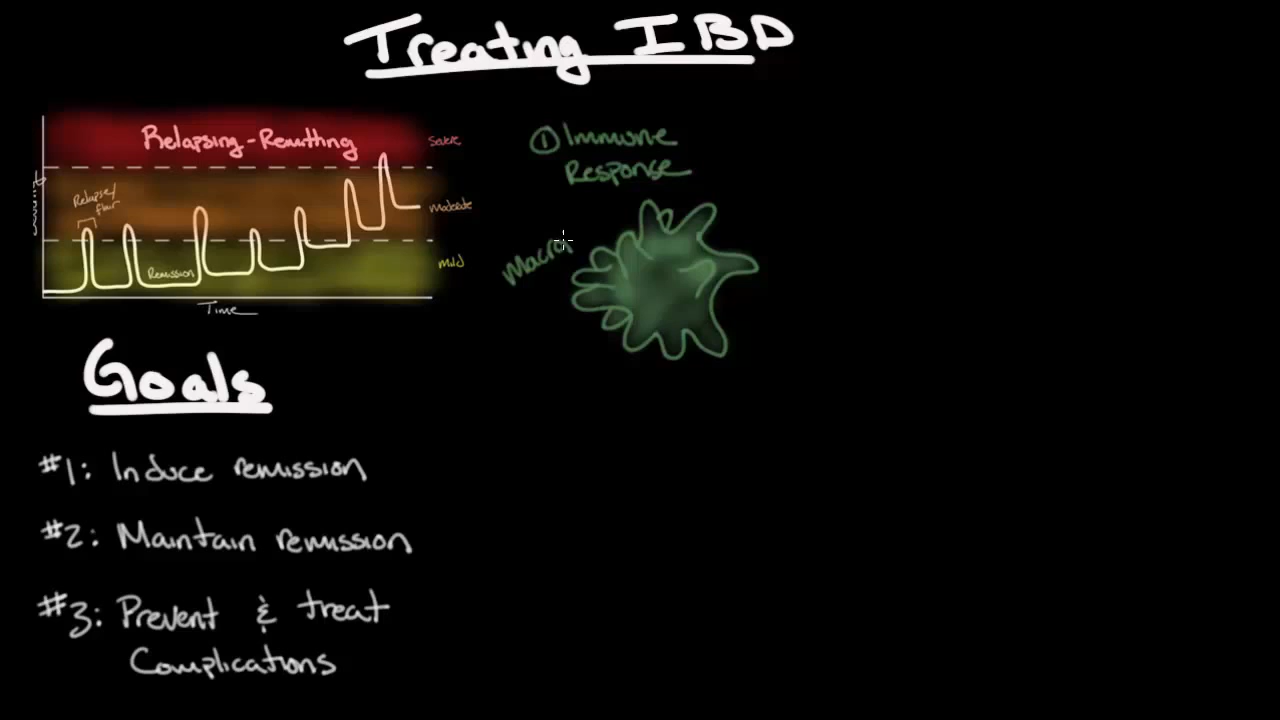 Treating IBD
Relapsing-Remitting
Severe
Relapse/
flair
Moderate
Remission
Mild
Time
① Immune
Response
Macro
Goals
#1: Induce remission
#2: Maintain remission
#3: Prevent & treat
Complications